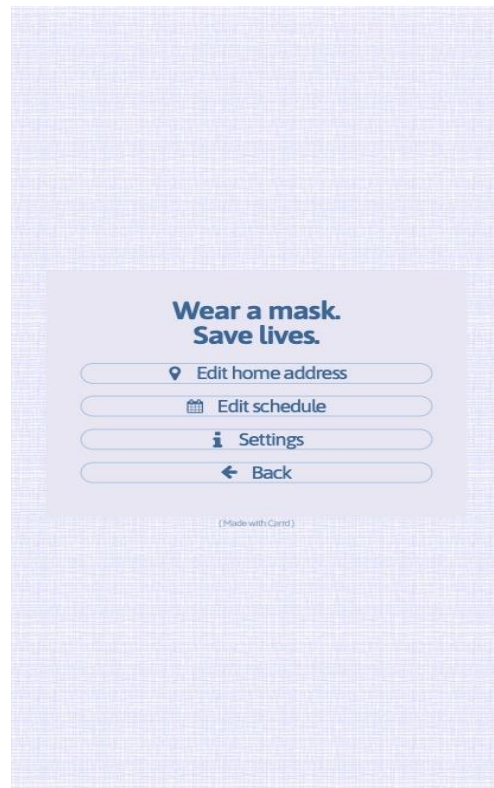 Wear a mask.
Save lives.
Edit home address
Edit schedule
Settings
Back
( Made with Carrd )